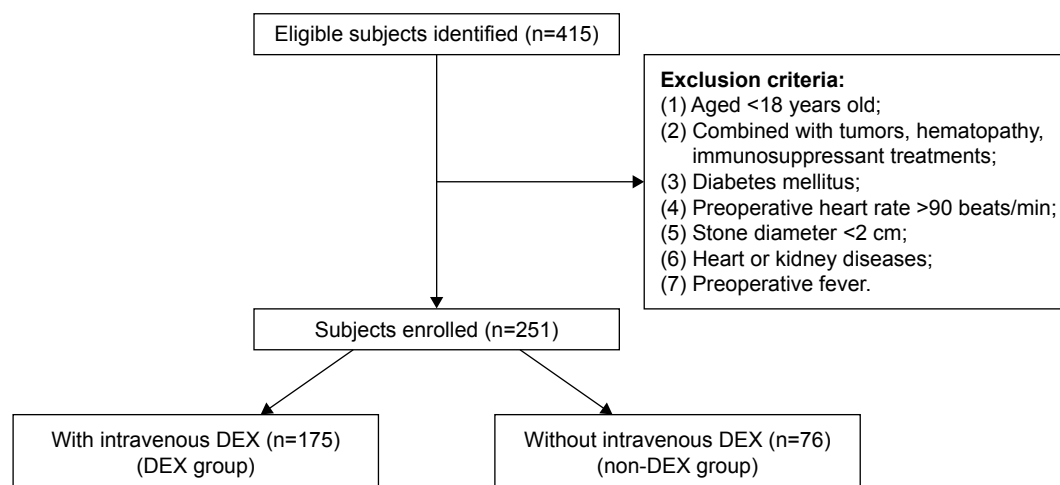 Eligible subjects identified (n=415)
Exclusion criteria:
(1) Aged <18 years old;
(2) Combined with tumors, hematopathy,
immunosuppressant treatments;
(3) Diabetes mellitus;
(4) Preoperative heart rate >90 beats/min;
(5) Stone diameter <2 cm;
(6) Heart or kidney diseases;
(7) Preoperative fever.
Subjects enrolled (n=251)
With intravenous DEX (n=175)
(DEX group)
Without intravenous DEX (n=76)
(non-DEX group)